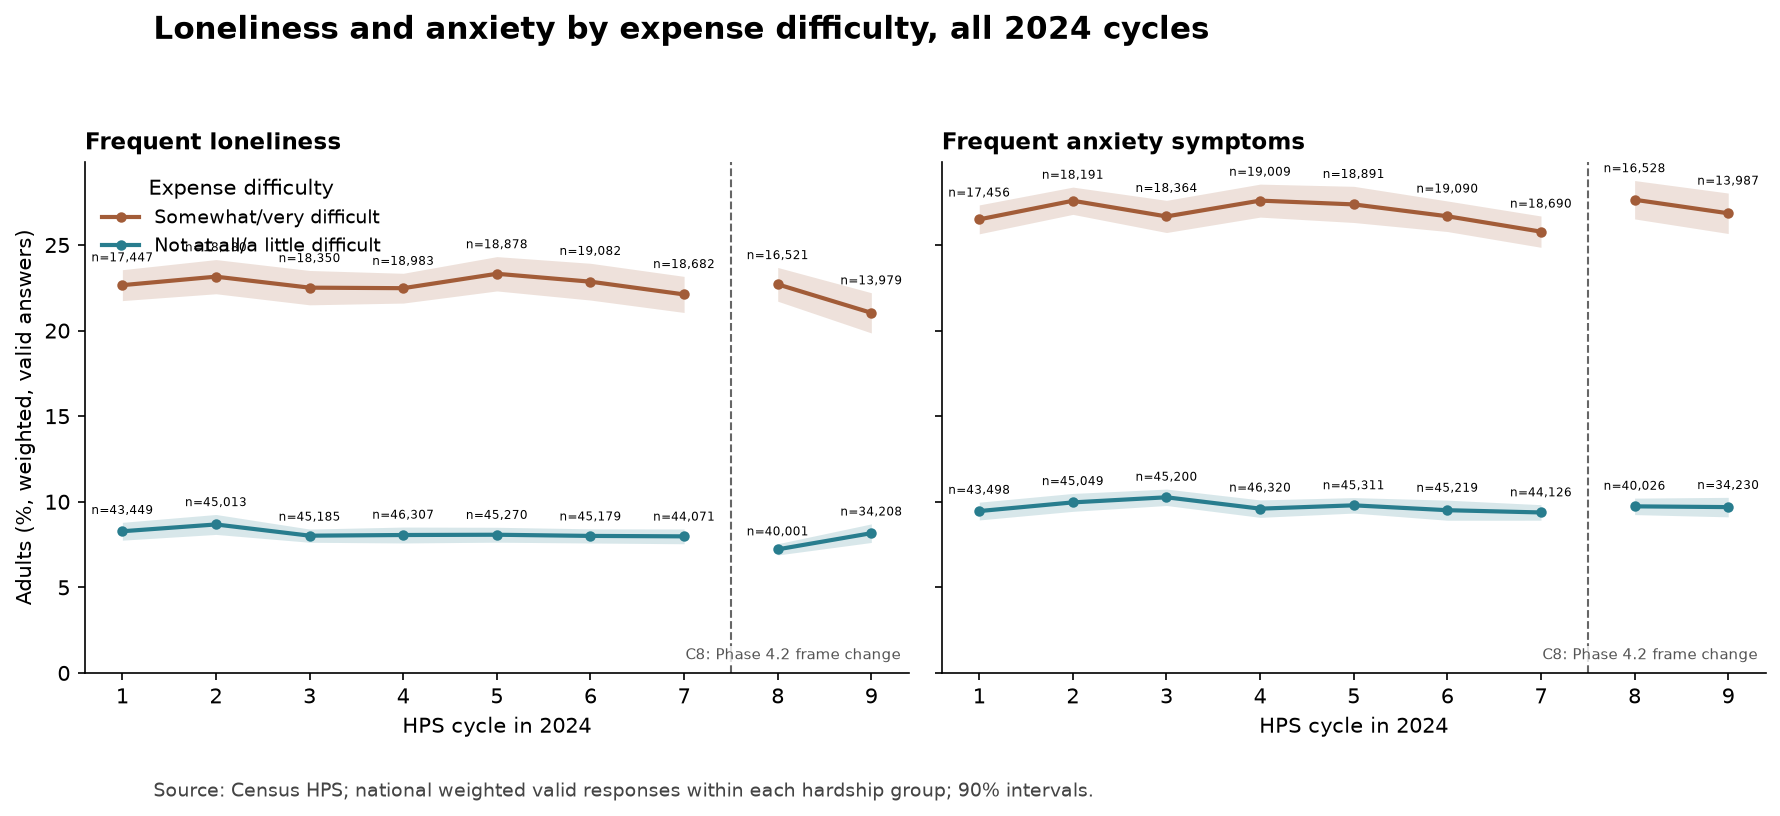 Loneliness and anxiety by expense difficulty, all 2024 cycles
Frequent loneliness
Expense difficulty
Somewhat/very difficult
Not at all/a little difficult
n=17,447
n=18,350
n=18,983
n=18,878
n=19,082
n=18,682
n=16,521
n=13,979
n=43,449
n=45,013
n=45,185
n=46,307
n=45,270
n=45,179
n=44,071
n=40,001
n=34,208
C8: Phase 4.2 frame change
Adults (%, weighted, valid answers)
25
20
15
10
5
0
1 2 3 4 5 6 7 8 9
HPS cycle in 2024
Frequent anxiety symptoms
n=17,456
n=18,191
n=18,364
n=19,009
n=18,891
n=19,090
n=18,690
n=16,528
n=13,987
n=43,498
n=45,049
n=45,200
n=46,320
n=45,311
n=45,219
n=44,126
n=40,026
n=34,230
C8: Phase 4.2 frame change
1 2 3 4 5 6 7 8 9
HPS cycle in 2024
Source: Census HPS; national weighted valid responses within each hardship group; 90% intervals.